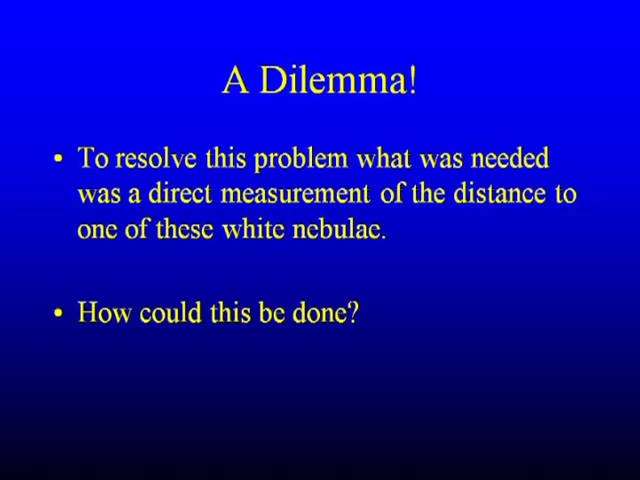 A Dilemma!
• To resolve this problem what was needed
was a direct measurement of the distance to
one of these white nebulae.
• How could this be done?